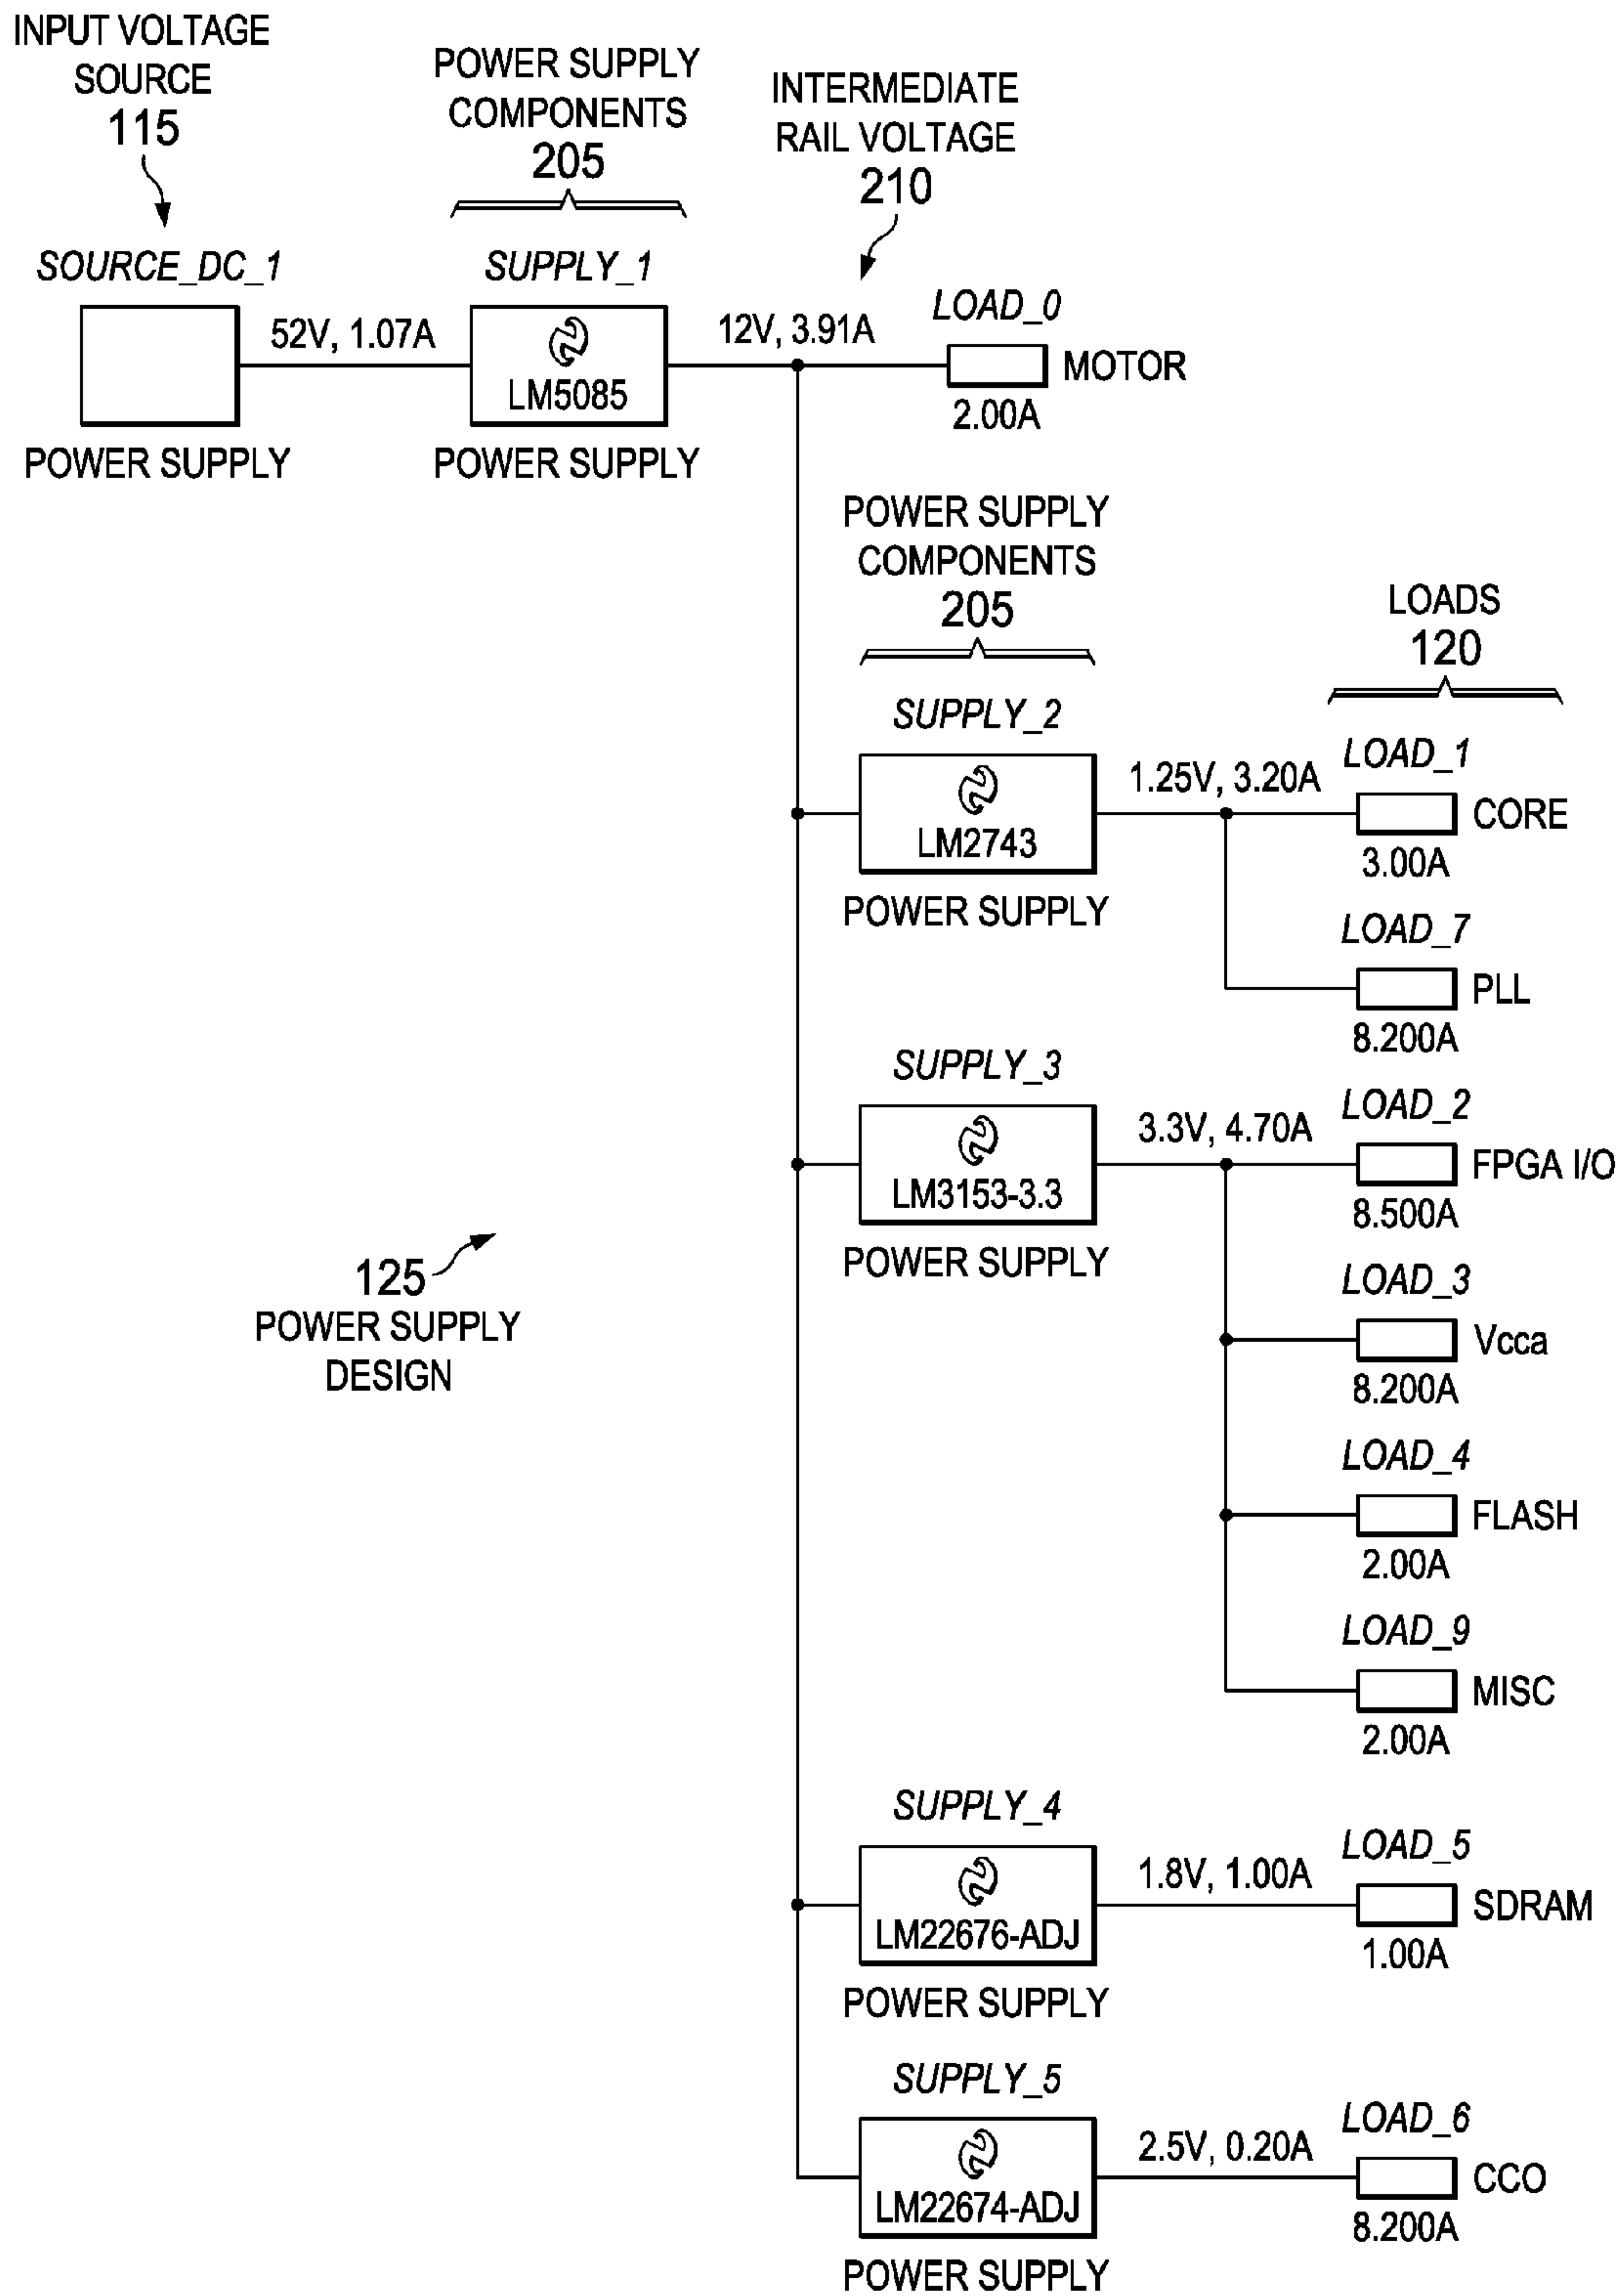 INPUT VOLTAGE
SOURCE
115
POWER SUPPLY
COMPONENTS
205
INTERMEDIATE
RAIL VOLTAGE
210
SOURCE_DC_1
SUPPLY_1
LOAD_0
52V, 1.07A
LM5085
12V, 3.91A
MOTOR
2.00A
POWER SUPPLY
POWER SUPPLY
POWER SUPPLY
COMPONENTS
205
LOADS
120
SUPPLY_2
LM2743
POWER SUPPLY
1.25V, 3.20A
LOAD_1
CORE
3.00A
LOAD_7
PLL
8.200A
SUPPLY_3
LM3153-3.3
POWER SUPPLY
3.3V, 4.70A
LOAD_2
FPGA I/O
8.500A
LOAD_3
Vcca
8.200A
LOAD_4
FLASH
2.00A
LOAD_9
MISC
2.00A
125
POWER SUPPLY
DESIGN
SUPPLY_4
LM22676-ADJ
POWER SUPPLY
1.8V, 1.00A
LOAD_5
SDRAM
1.00A
SUPPLY_5
LM22674-ADJ
POWER SUPPLY
2.5V, 0.20A
LOAD_6
CCO
8.200A